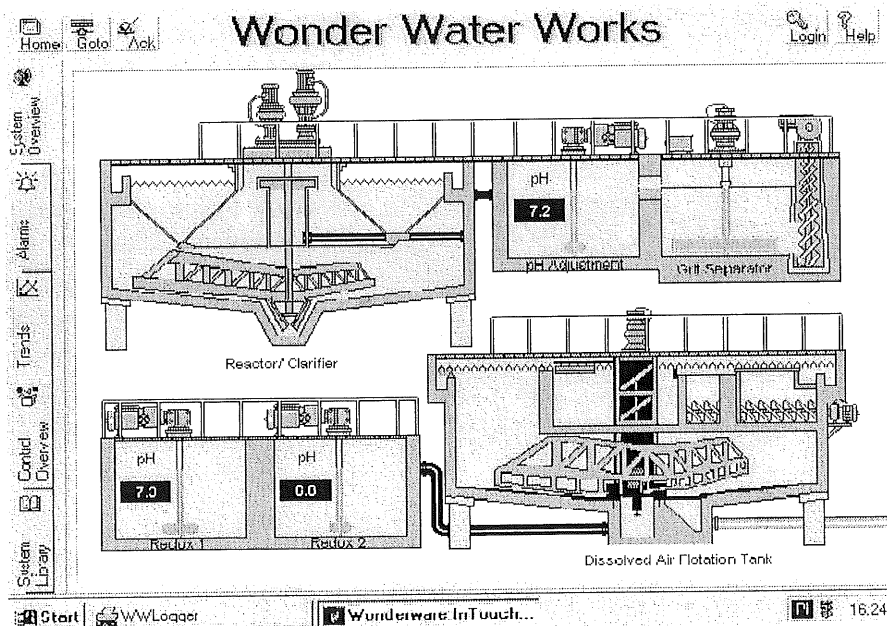 Wonder Water Works
Home Goto Ack
Login Help
System Overview
Alarms
Trends
Control Overview
System Library
pH
7.2
pH Adjustment
Grit Separator
Reactor/ Clarifier
pH
7.0
Redux 1
pH
0.0
Redux 2
Dissolved Air Flotation Tank
Start
WWLogger
Wonderware InTouch...
16:24